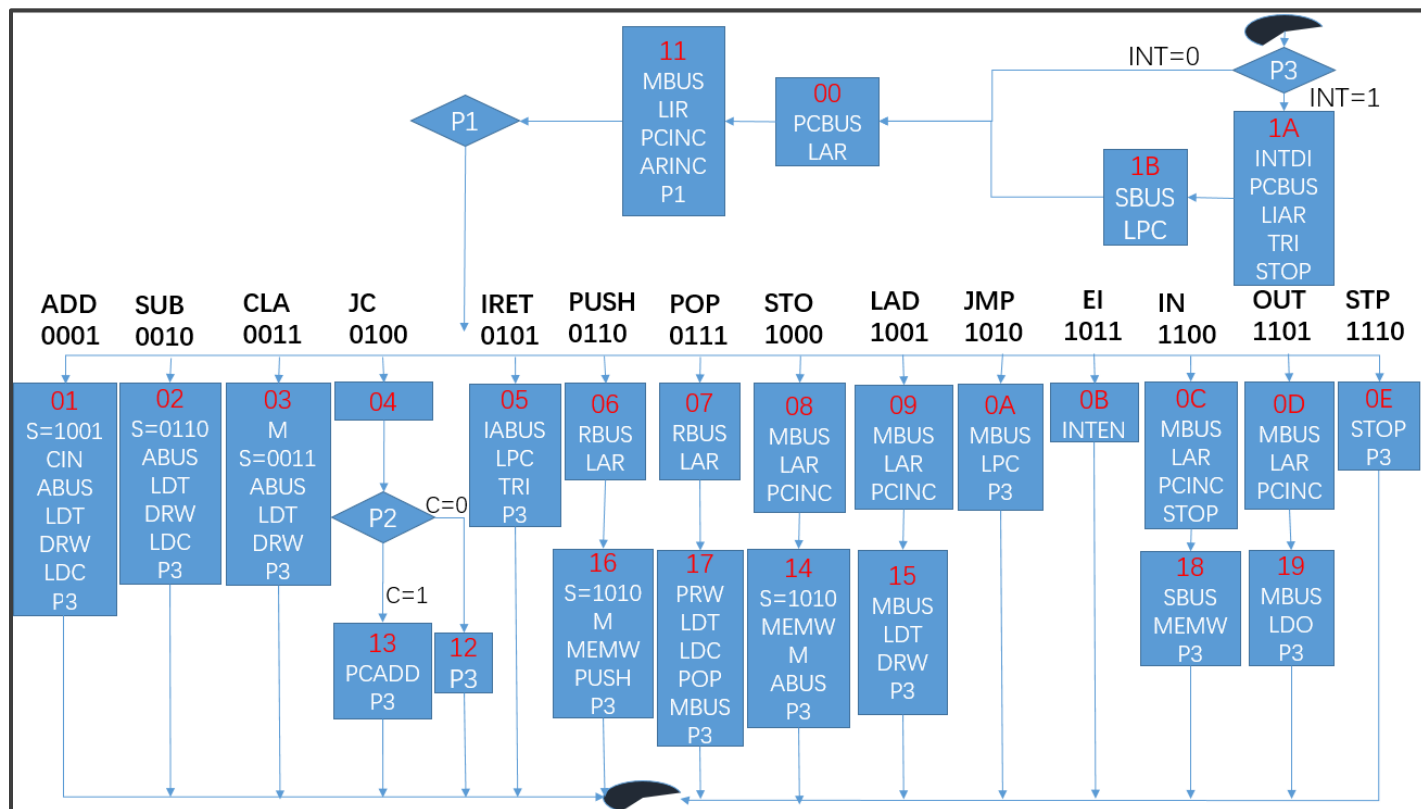 INT=0
P3
INT=1
11
MBUS
LIR
PCINC
ARINC
P1
00
PCBUS
LAR
P1
1B
SBUS
LPC
1A
INTDI
PCBUS
LIAR
TRI
STOP
ADD
0001
SUB
0010
CLA
0011
JC
0100
IRET
0101
PUSH
0110
POP
0111
STO
1000
LAD
1001
JMP
1010
EI
1011
IN
1100
OUT
1101
STP
1110
01
S=1001
CIN
ABUS
LDT
DRW
LDC
P3
02
S=0110
ABUS
LDT
DRW
LDC
P3
03
M
S=0011
ABUS
LDT
DRW
P3
04
P2
C=0
C=1
13
PCADD
P3
12
P3
05
IABUS
LPC
TRI
P3
06
RBUS
LAR
16
S=1010
M
MEMW
PUSH
P3
07
RBUS
LAR
17
PRW
LDT
LDC
POP
MBUS
P3
08
MBUS
LAR
PCINC
14
S=1010
MEMW
M
ABUS
P3
09
MBUS
LAR
PCINC
15
MBUS
LDT
DRW
P3
0A
MBUS
LPC
P3
0B
INTEN
0C
MBUS
LAR
PCINC
STOP
18
SBUS
MEMW
P3
0D
MBUS
LAR
PCINC
19
MBUS
LDO
P3
0E
STOP
P3